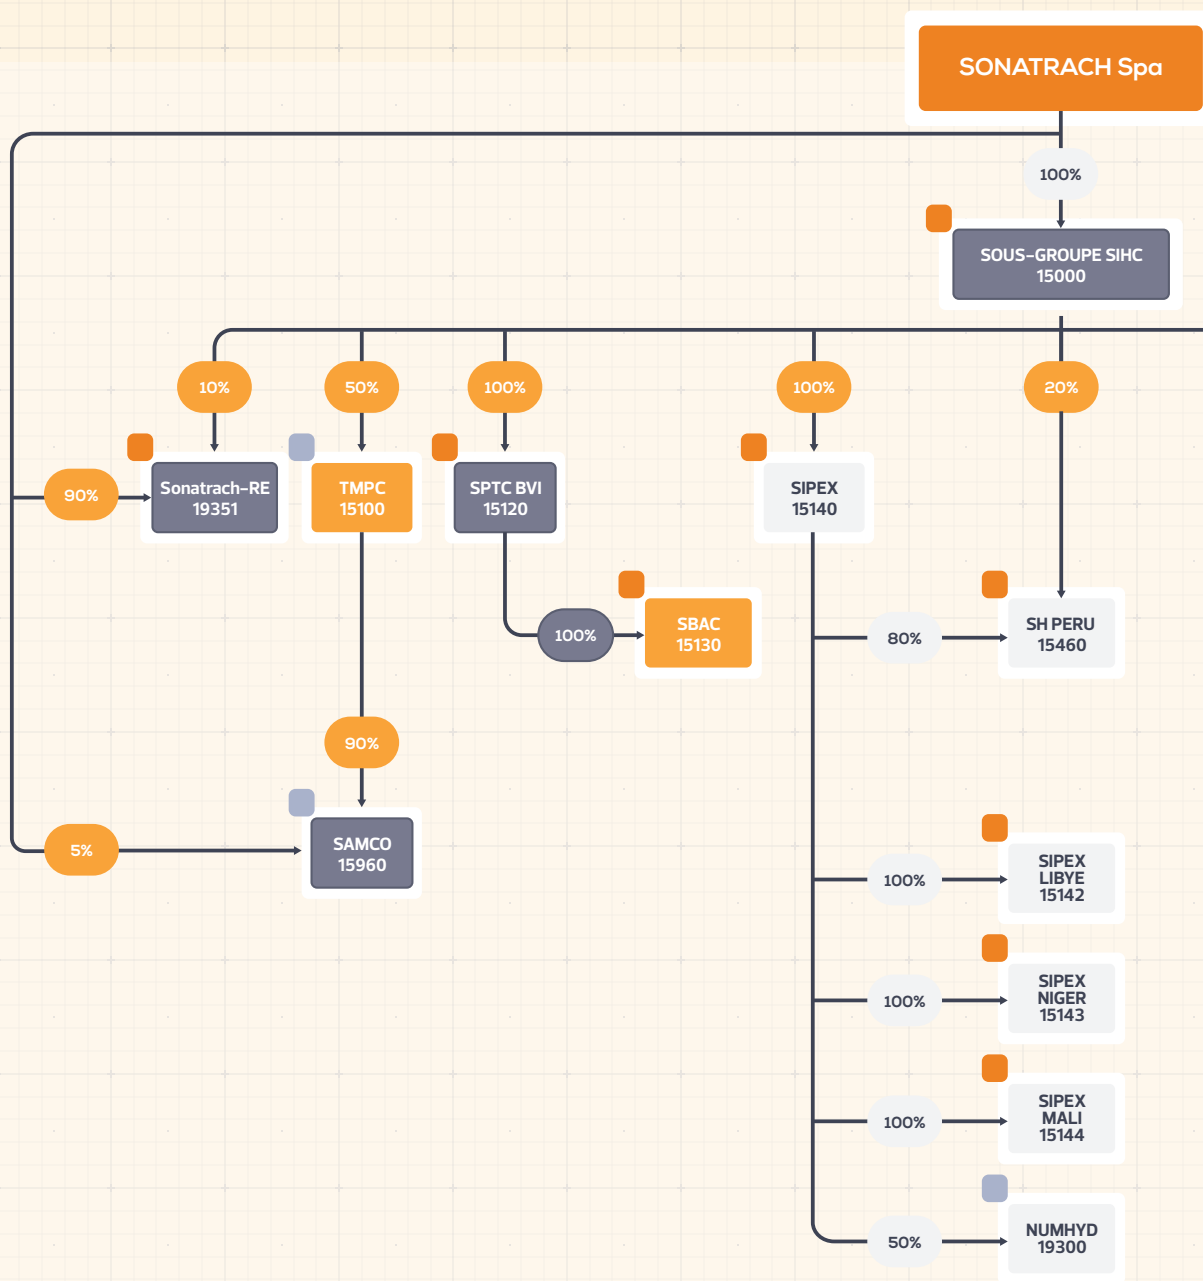 SONATRACH Spa
100%
SOUS-GROUPE SIHC
15000
10%
50%
100%
100%
20%
90%
Sonatrach-RE
19351
TMPC
15100
SPTC BVI
15120
SIPEX
15140
100%
SBAC
15130
80%
SH PERU
15460
90%
5%
SAMCO
15960
100%
SIPEX
LIBYE
15142
100%
SIPEX
NIGER
15143
100%
SIPEX
MALI
15144
50%
NUMHYD
19300